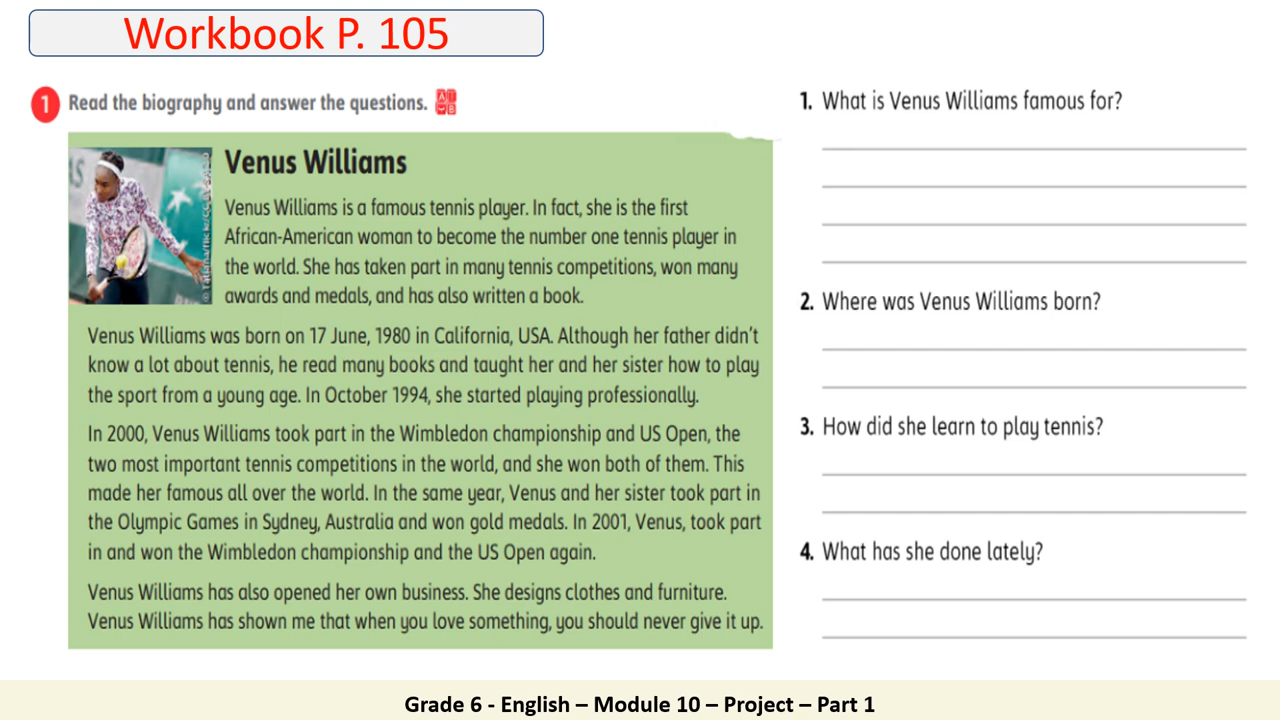 Workbook P. 105
1 Read the biography and answer the questions.
Venus Williams
Venus Williams is a famous tennis player. In fact, she is the first
African-American woman to become the number one tennis player in
the world. She has taken part in many tennis competitions, won many
awards and medals, and has also written a book.
Venus Williams was born on 17 June, 1980 in California, USA. Although her father didn't
know a lot about tennis, he read many books and taught her and her sister how to play
the sport from a young age. In October 1994, she started playing professionally.
In 2000, Venus Williams took part in the Wimbledon championship and US Open, the
two most important tennis competitions in the world, and she won both of them. This
made her famous all over the world. In the same year, Venus and her sister took part in
the Olympic Games in Sydney, Australia and won gold medals. In 2001, Venus, took part
in and won the Wimbledon championship and the US Open again.
Venus Williams has also opened her own business. She designs clothes and furniture.
Venus Williams has shown me that when you love something, you should never give it up.
1. What is Venus Williams famous for?
2. Where was Venus Williams born?
3. How did she learn to play tennis?
4. What has she done lately?
Grade 6 - English – Module 10 – Project – Part 1